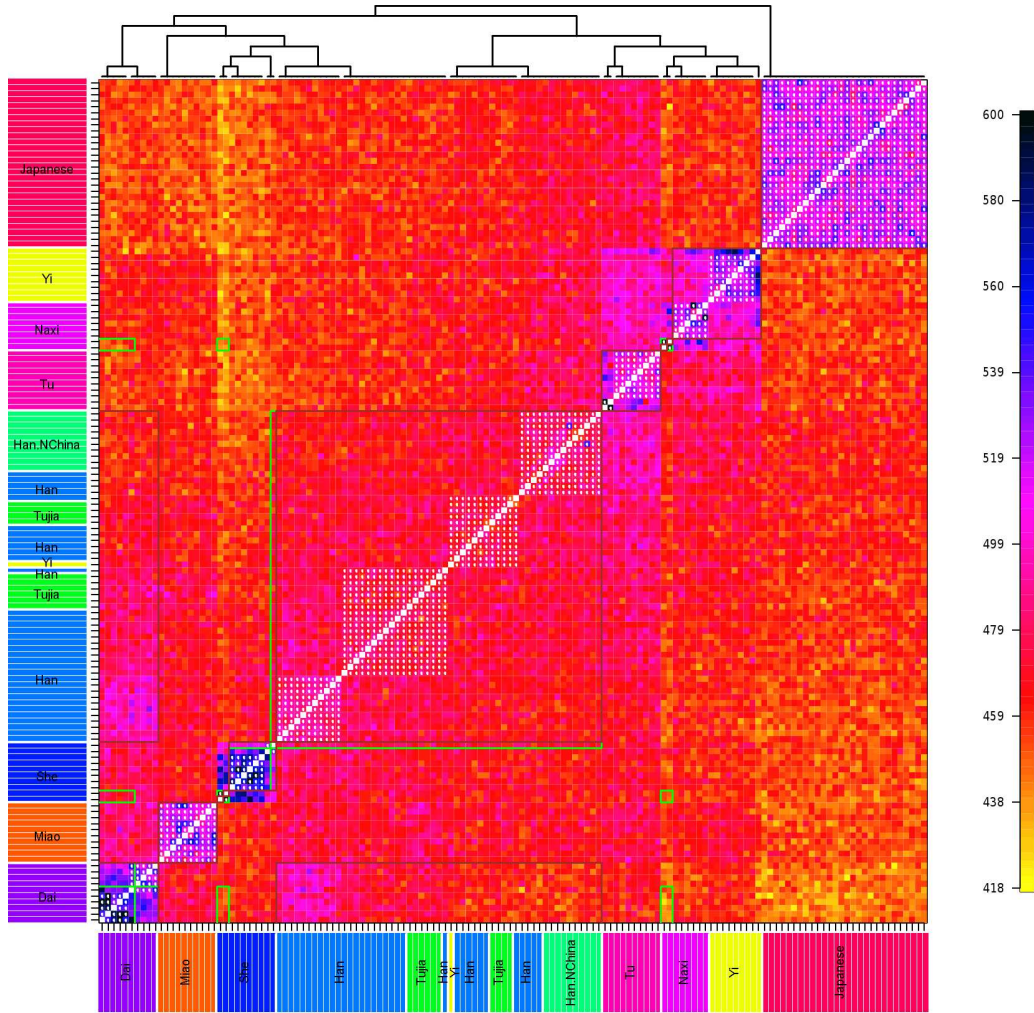 Japanese
Yi
Naxi
Tu
Han.NChina
Han
Tujia
Han
Yi
Han
Tujia
Han
She
Miao
Dai
600
580
560
539
519
499
479
459
438
418
Dai
Miao
She
Han
Tujia
Han
Yi
Han
Tujia
Han
Han.NChina
Tu
Naxi
Yi
Japanese